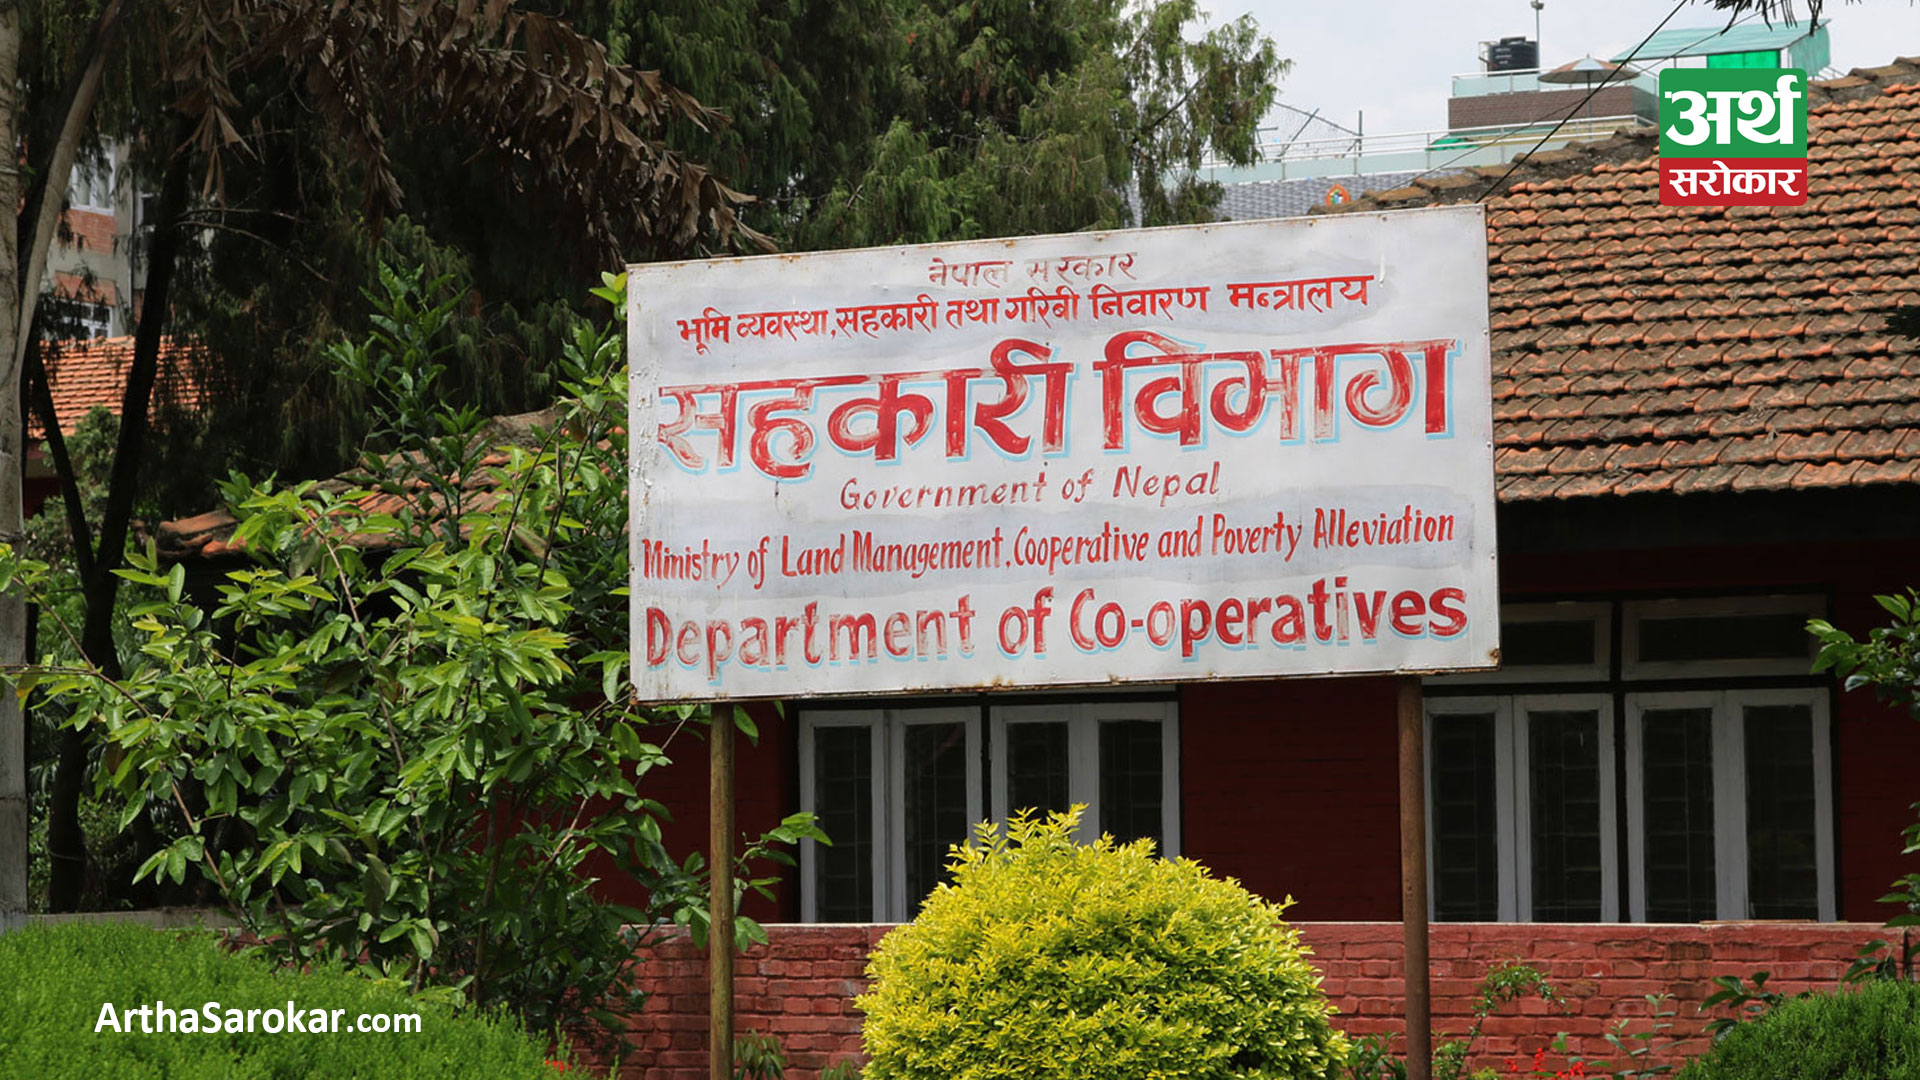 अर्थ
सरोकार
नेपाल सरकार
भूमि व्यवस्था, सहकारी तथा गरिबी निवारण मन्त्रालय
सहकारी विभाग
Government of Nepal
Ministry of Land Management, Cooperative and Poverty Alleviation
Department of Co-operatives
ArthaSarokar.com